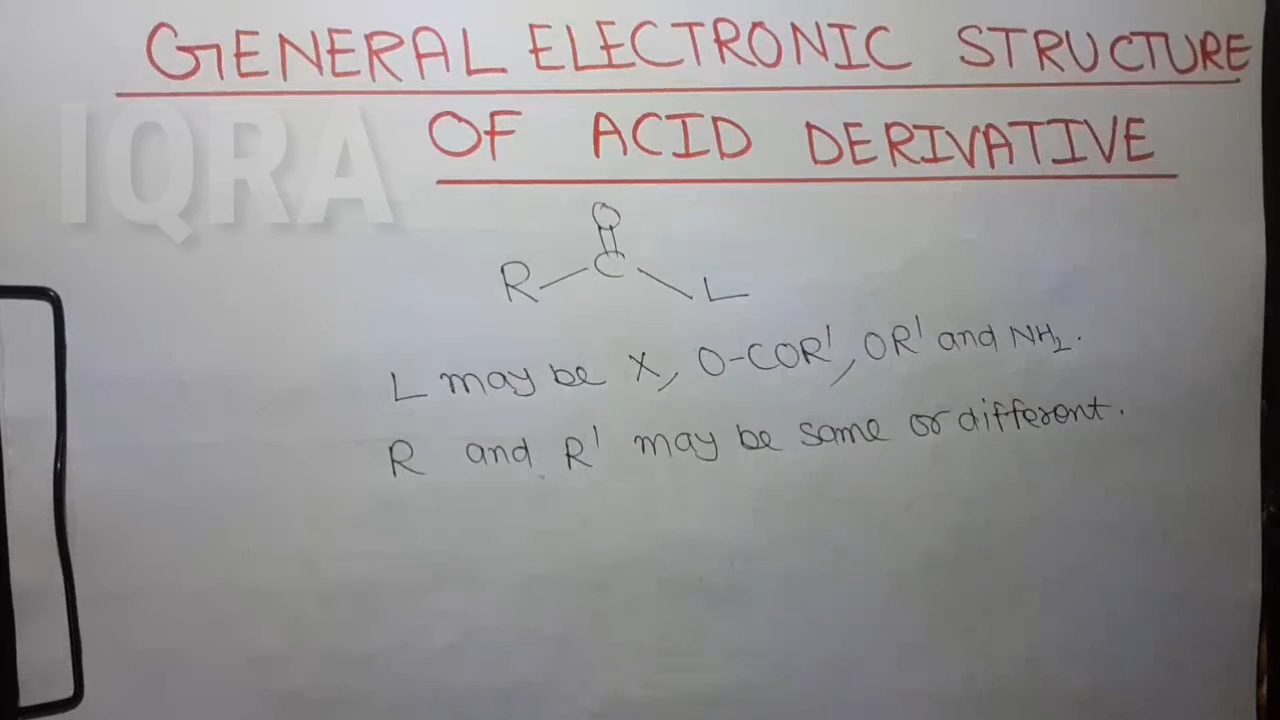 GENERAL ELECTRONIC STRUCTURE
OF ACID DERIVATIVE
IQRA
O
R C L
L may be X, O-COR', OR' and NH₂.
R and R' may be same or different.